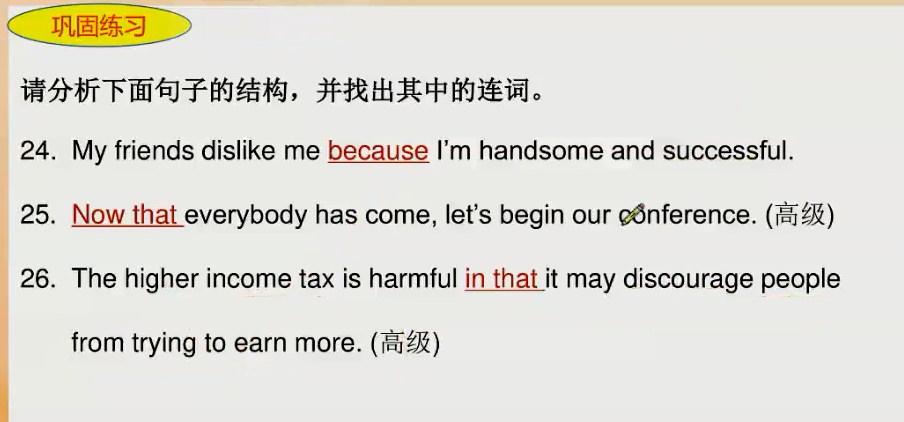 巩固练习
请分析下面句子的结构，并找出其中的连词。
24. My friends dislike me because I'm handsome and successful.
25. Now that everybody has come, let's begin our conference. (高级)
26. The higher income tax is harmful in that it may discourage people
from trying to earn more. (高级)